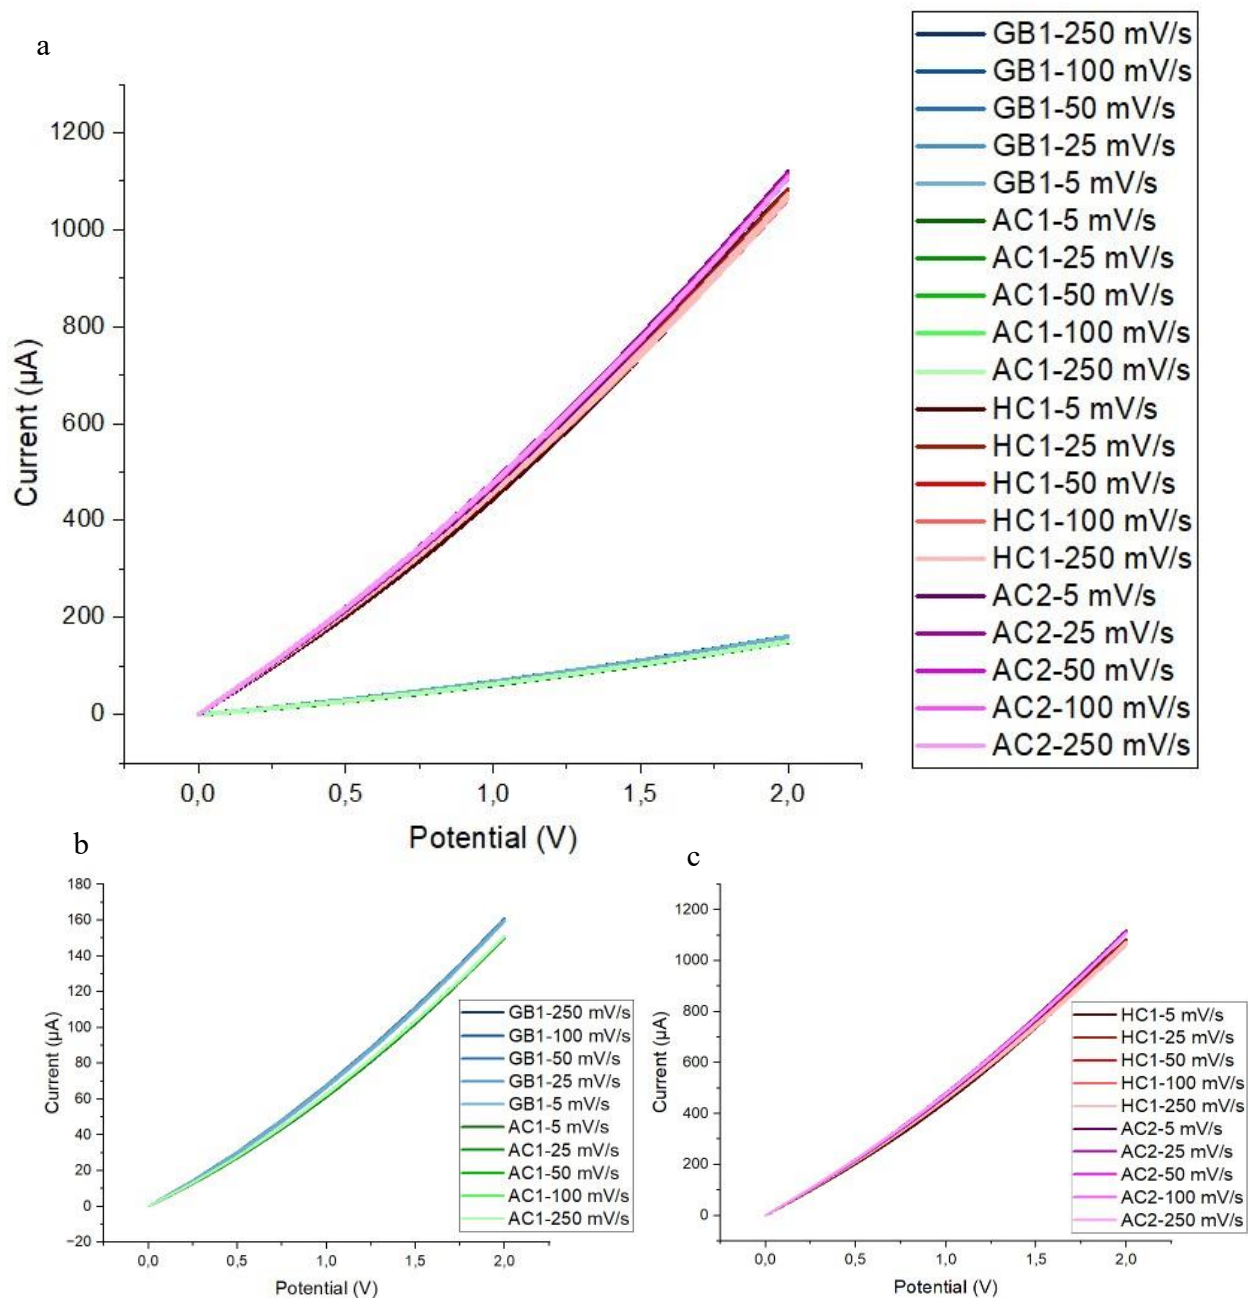 a
GB1-250 mV/s
GB1-100 mV/s
GB1-50 mV/s
GB1-25 mV/s
GB1-5 mV/s
AC1-5 mV/s
AC1-25 mV/s
AC1-50 mV/s
AC1-100 mV/s
AC1-250 mV/s
HC1-5 mV/s
HC1-25 mV/s
HC1-50 mV/s
HC1-100 mV/s
HC1-250 mV/s
AC2-5 mV/s
AC2-25 mV/s
AC2-50 mV/s
AC2-100 mV/s
AC2-250 mV/s
Current (µA)
1200
1000
800
600
400
200
0
0,0 0,5 1,0 1,5 2,0
Potential (V)
b
Current (µA)
180
160
140
120
100
80
60
40
20
0
−20
GB1-250 mV/s
GB1-100 mV/s
GB1-50 mV/s
GB1-25 mV/s
GB1-5 mV/s
AC1-5 mV/s
AC1-25 mV/s
AC1-50 mV/s
AC1-100 mV/s
AC1-250 mV/s
0,0 0,5 1,0 1,5 2,0
Potential (V)
c
Current (µA)
1200
1000
800
600
400
200
0
HC1-5 mV/s
HC1-25 mV/s
HC1-50 mV/s
HC1-100 mV/s
HC1-250 mV/s
AC2-5 mV/s
AC2-25 mV/s
AC2-50 mV/s
AC2-100 mV/s
AC2-250 mV/s
0,0 0,5 1,0 1,5 2,0
Potential (V)